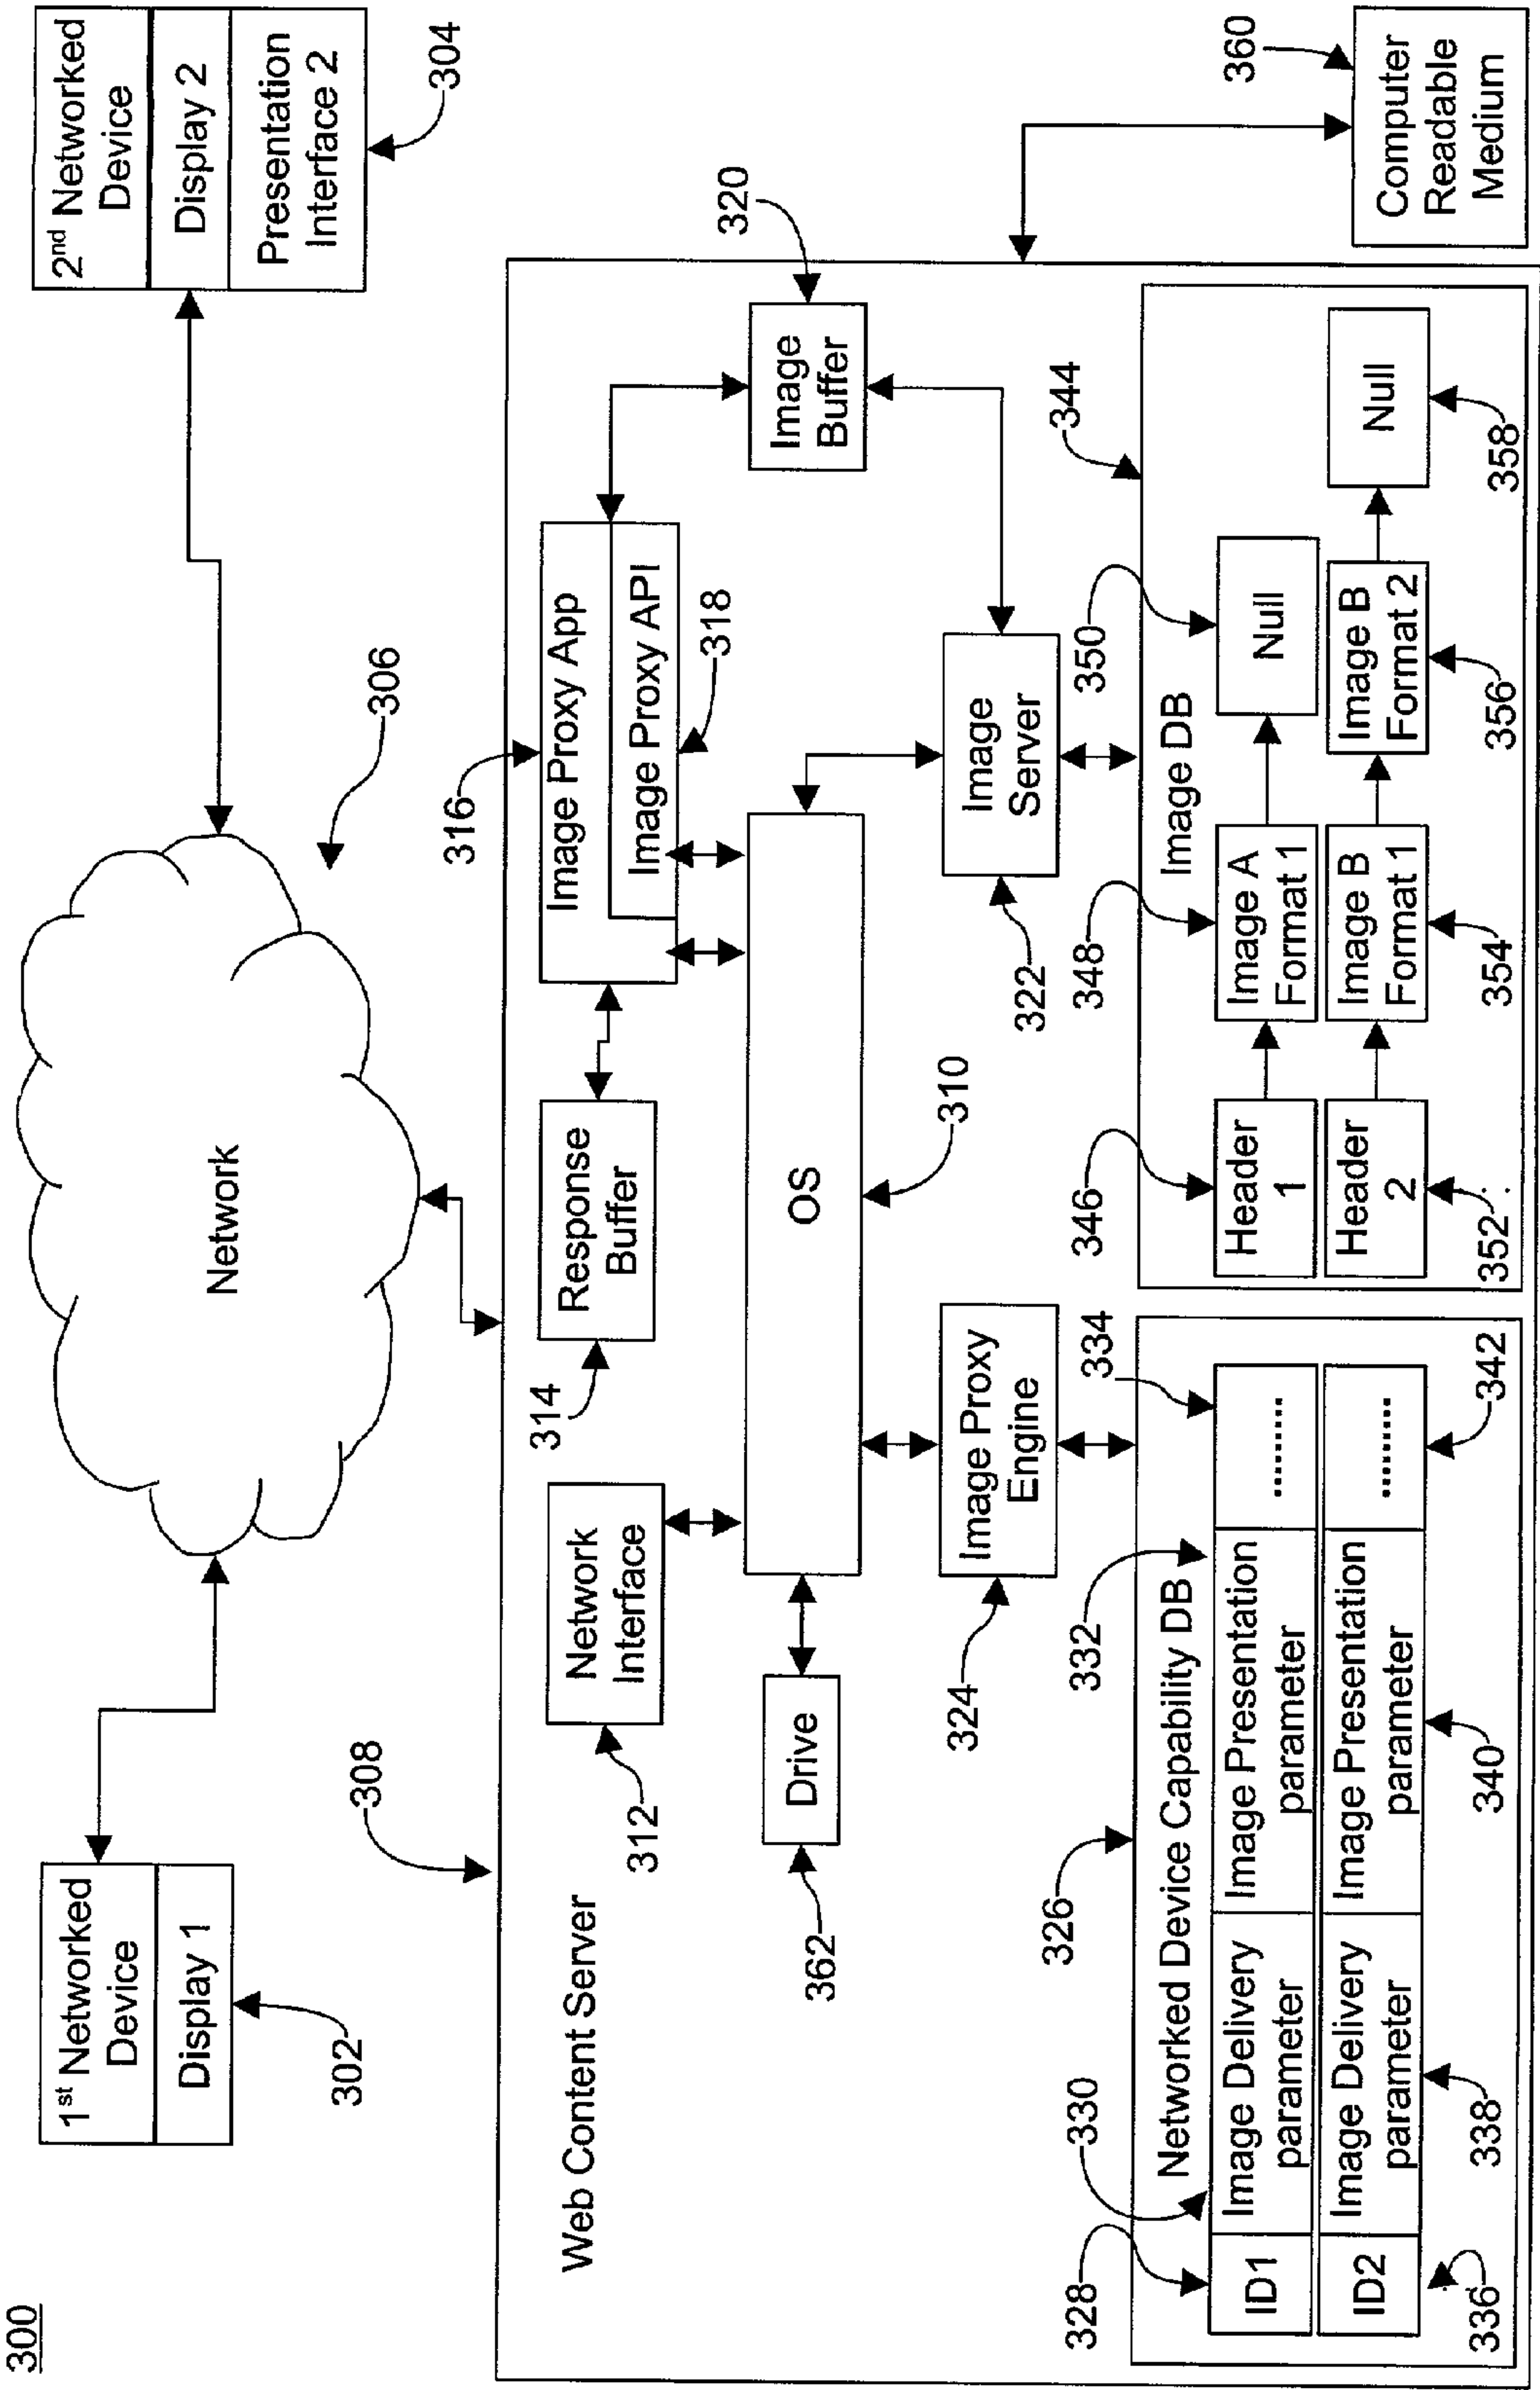 300
1st Networked
Device
Display 1
302
Network
306
2nd Networked
Device
Display 2
Presentation
Interface 2
304
308
Web Content Server
Network
Interface
312
Response
Buffer
314
Image Proxy App
316
Image Proxy API
318
Image
Buffer
320
Drive
362
OS
310
Image Proxy
Engine
324
Image
Server
322
Computer
Readable
Medium
360
326
Networked Device Capability DB
328
330
332
334
ID1
Image Delivery
parameter
Image Presentation
parameter
.........
ID2
Image Delivery
parameter
Image Presentation
parameter
.........
336
338
340
342
344
Image DB
346
348
350
Header
1
Image A
Format 1
Null
Header
2
Image B
Format 1
Image B
Format 2
Null
352
354
356
358